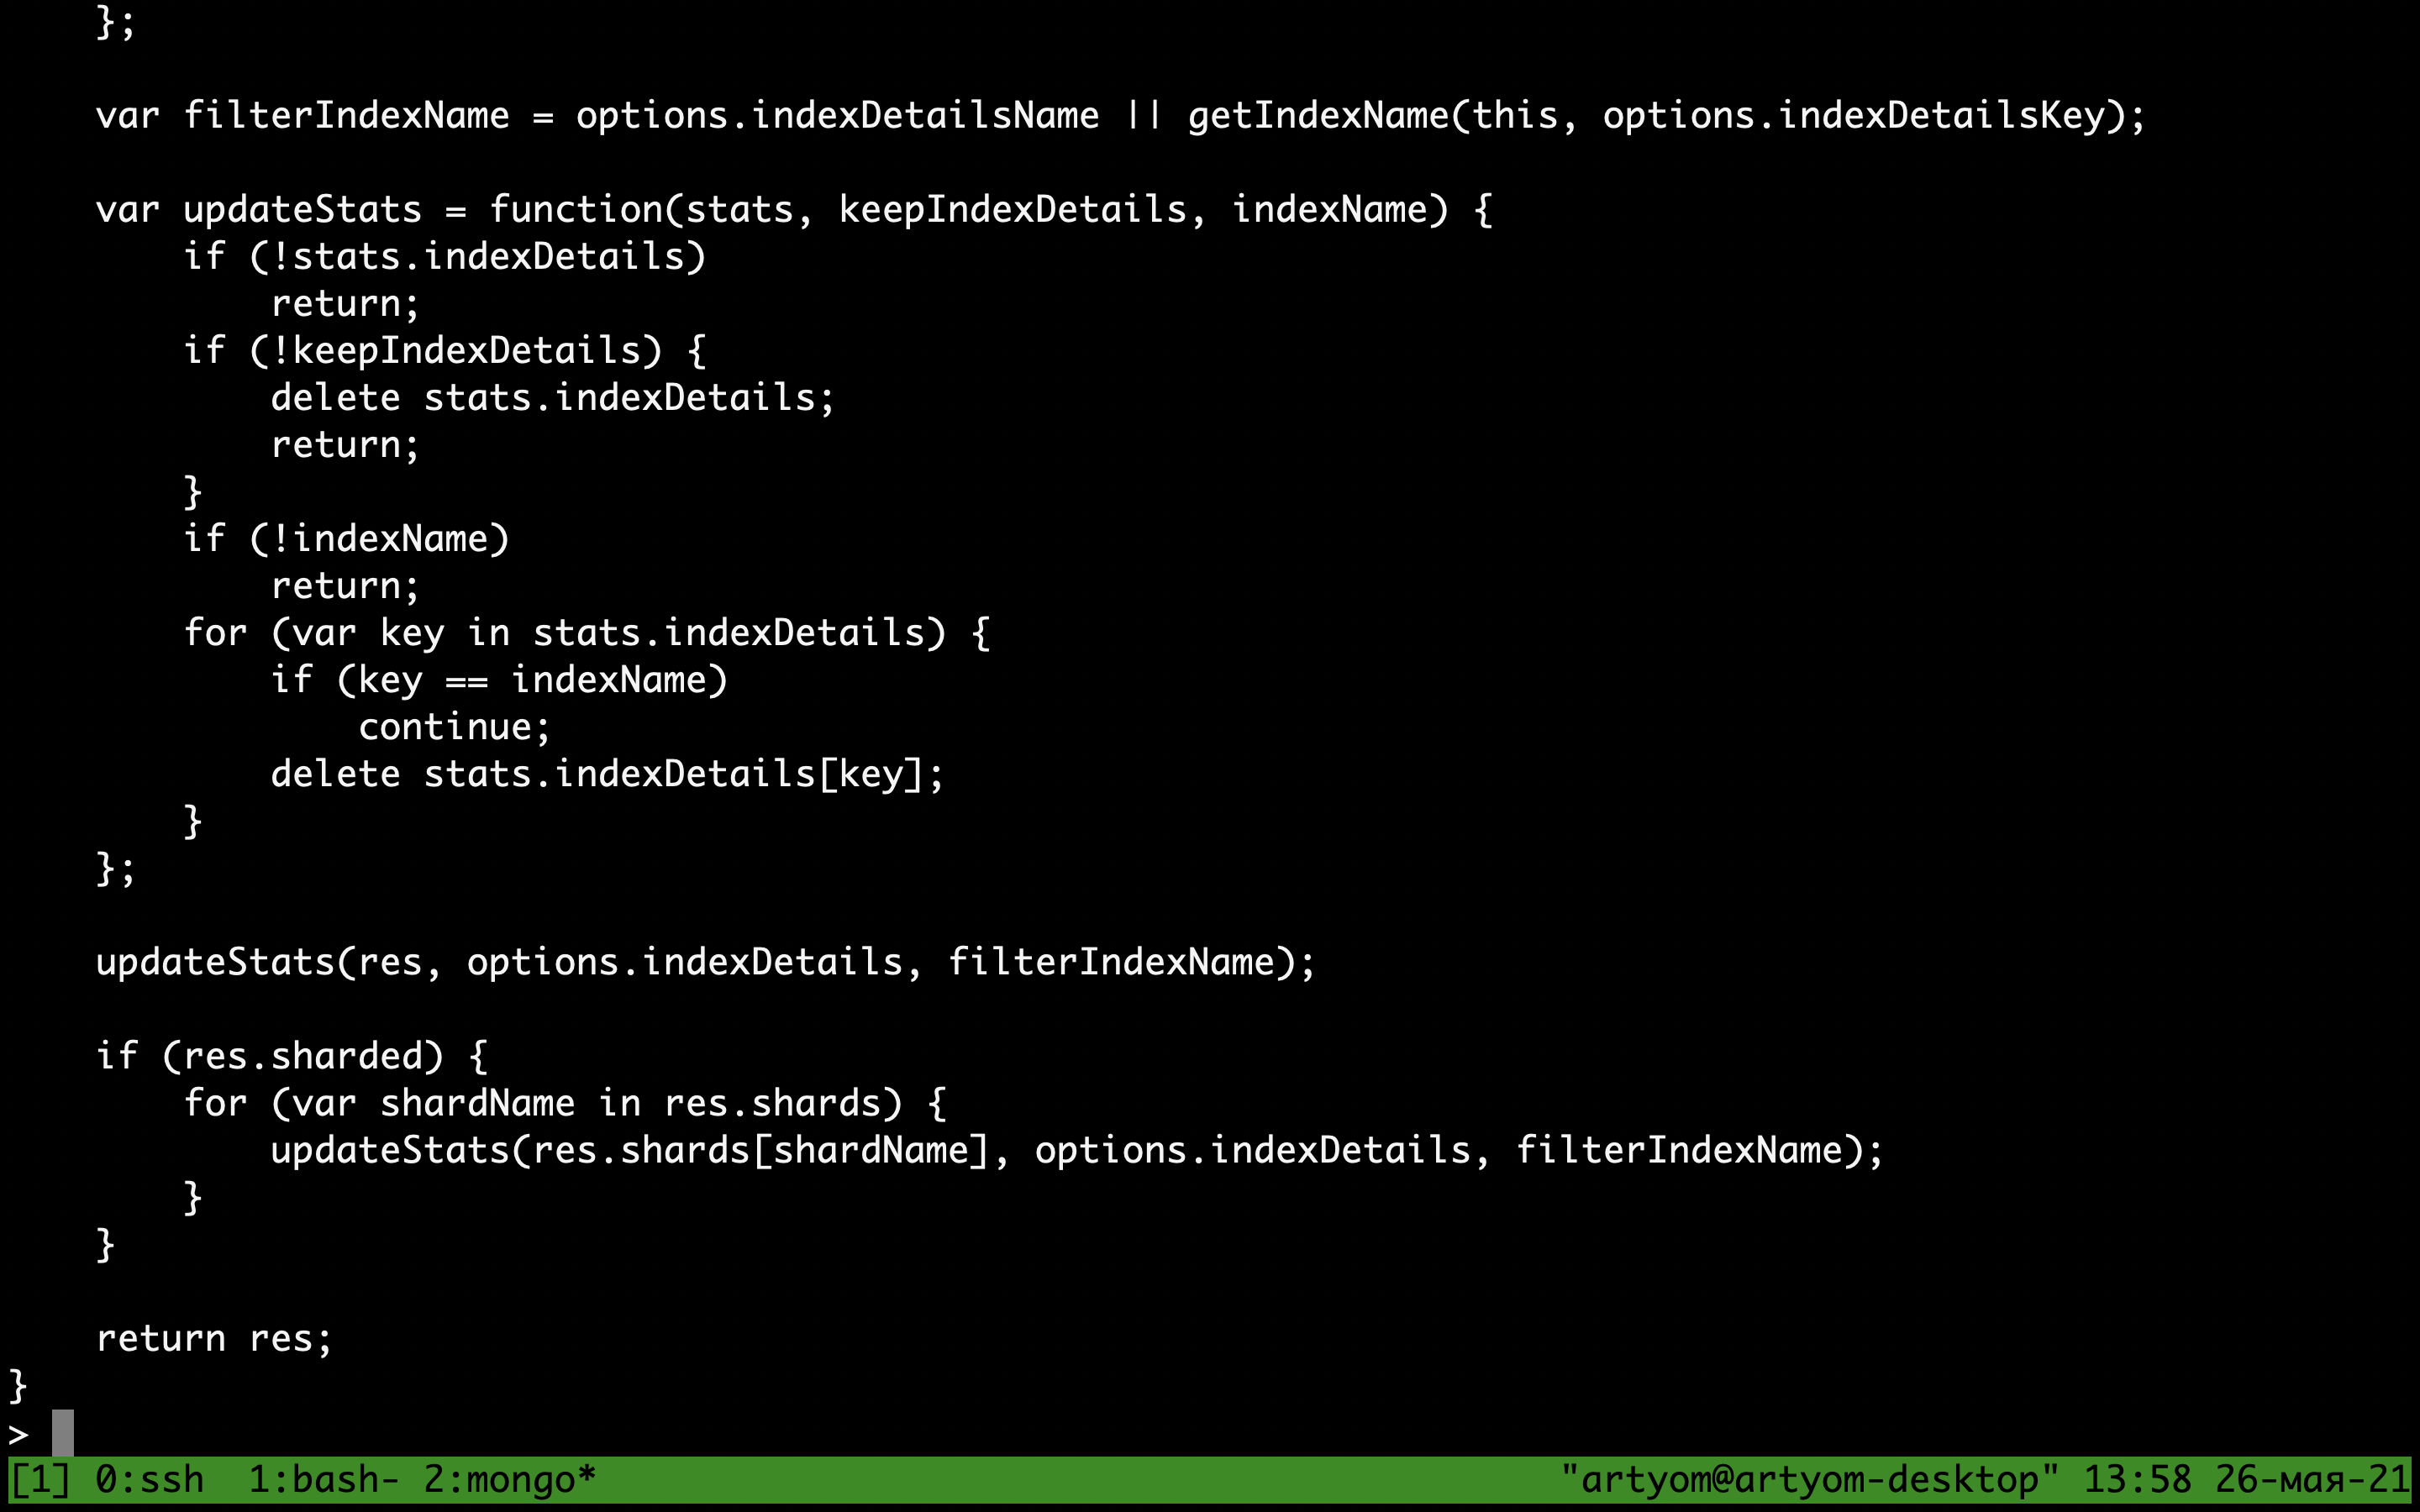 };

    var filterIndexName = options.indexDetailsName || getIndexName(this, options.indexDetailsKey);

    var updateStats = function(stats, keepIndexDetails, indexName) {
        if (!stats.indexDetails)
            return;
        if (!keepIndexDetails) {
            delete stats.indexDetails;
            return;
        }
        if (!indexName)
            return;
        for (var key in stats.indexDetails) {
            if (key == indexName)
                continue;
            delete stats.indexDetails[key];
        }
    };

    updateStats(res, options.indexDetails, filterIndexName);

    if (res.sharded) {
        for (var shardName in res.shards) {
            updateStats(res.shards[shardName], options.indexDetails, filterIndexName);
        }
    }

    return res;
}
>
[1] 0:ssh  1:bash- 2:mongo* "artyom@artyom-desktop" 13:58 26-мая-21